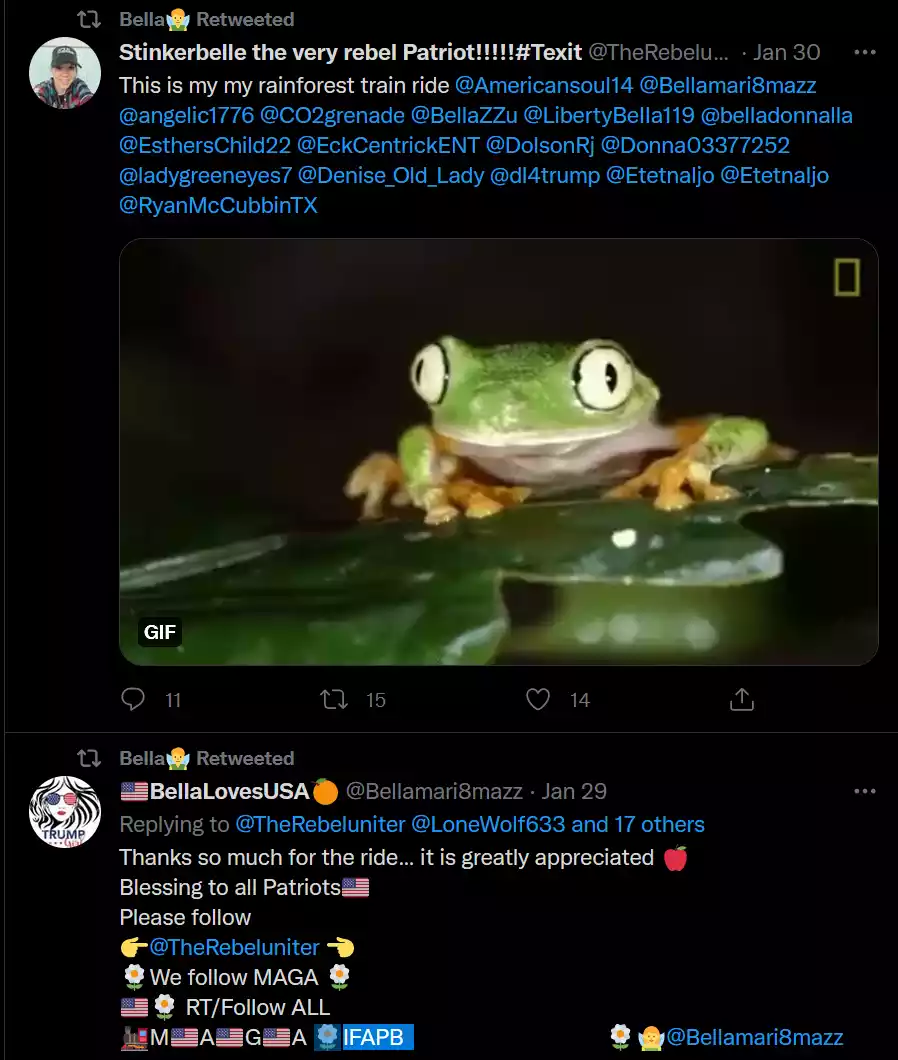 Bella🧚‍♂️ Retweeted
Stinkerbelle the very rebel Patriot!!!!!#Texit @TheRebelu... · Jan 30
This is my my rainforest train ride @Americansoul14 @Bellamari8mazz
@angelic1776 @CO2grenade @BellaZZu @LibertyBella119 @belladonnalla
@EsthersChild22 @EckCentrickENT @DolsonRj @Donna03377252
@ladygreeneyes7 @Denise_Old_Lady @dl4trump @Etetnaljo @Etetnaljo
@RyanMcCubbinTX
GIF
11 15 14
Bella🧚‍♂️ Retweeted
🇺🇸BellaLovesUSA🍊 @Bellamari8mazz · Jan 29
Replying to @TheRebeluniter @LoneWolf633 and 17 others
Thanks so much for the ride... it is greatly appreciated 🍎
Blessing to all Patriots🇺🇸
Please follow
👉@TheRebeluniter 👈
🌼We follow MAGA 🌼
🇺🇸🌼 RT/Follow ALL
🚂M🇺🇸A🇺🇸G🇺🇸A 🌼IFAPB 🌼 🧚@Bellamari8mazz
TRUMP
Girl